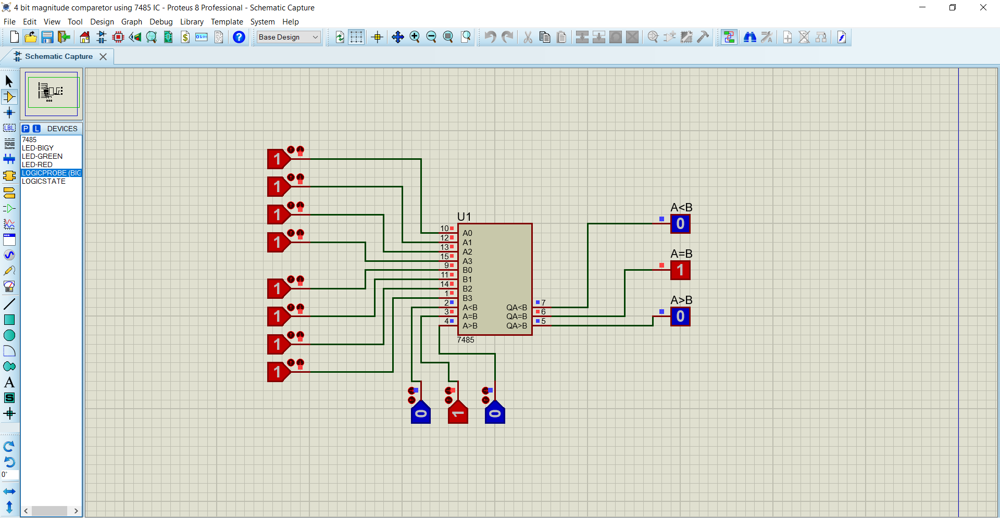 4 bit magnitude comparetor using 7485 IC - Proteus 8 Professional - Schematic Capture
File Edit View Tool Design Graph Debug Library Template System Help
Base Design
Schematic Capture
P L DEVICES
7485
LED-BIGY
LED-GREEN
LED-RED
LOGICPROBE (BIG
LOGICSTATE
LBL
A
S
0°
1
1
1
1
1
1
1
1
U1
10 A0
12 A1
13 A2
15 A3
9 B0
11 B1
14 B2
1 B3
2 A<B QA<B 7
3 A=B QA=B 6
4 A>B QA>B 5
7485
0 1 0
A<B
0
A=B
1
A>B
0